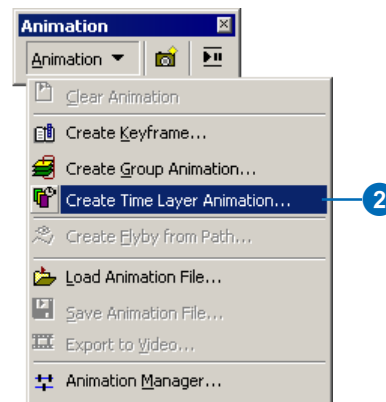 Animation
Animation
Clear Animation
Create Keyframe...
Create Group Animation...
Create Time Layer Animation...
2
Create Flyby from Path...
Load Animation File...
Save Animation File...
Export to Video...
Animation Manager...